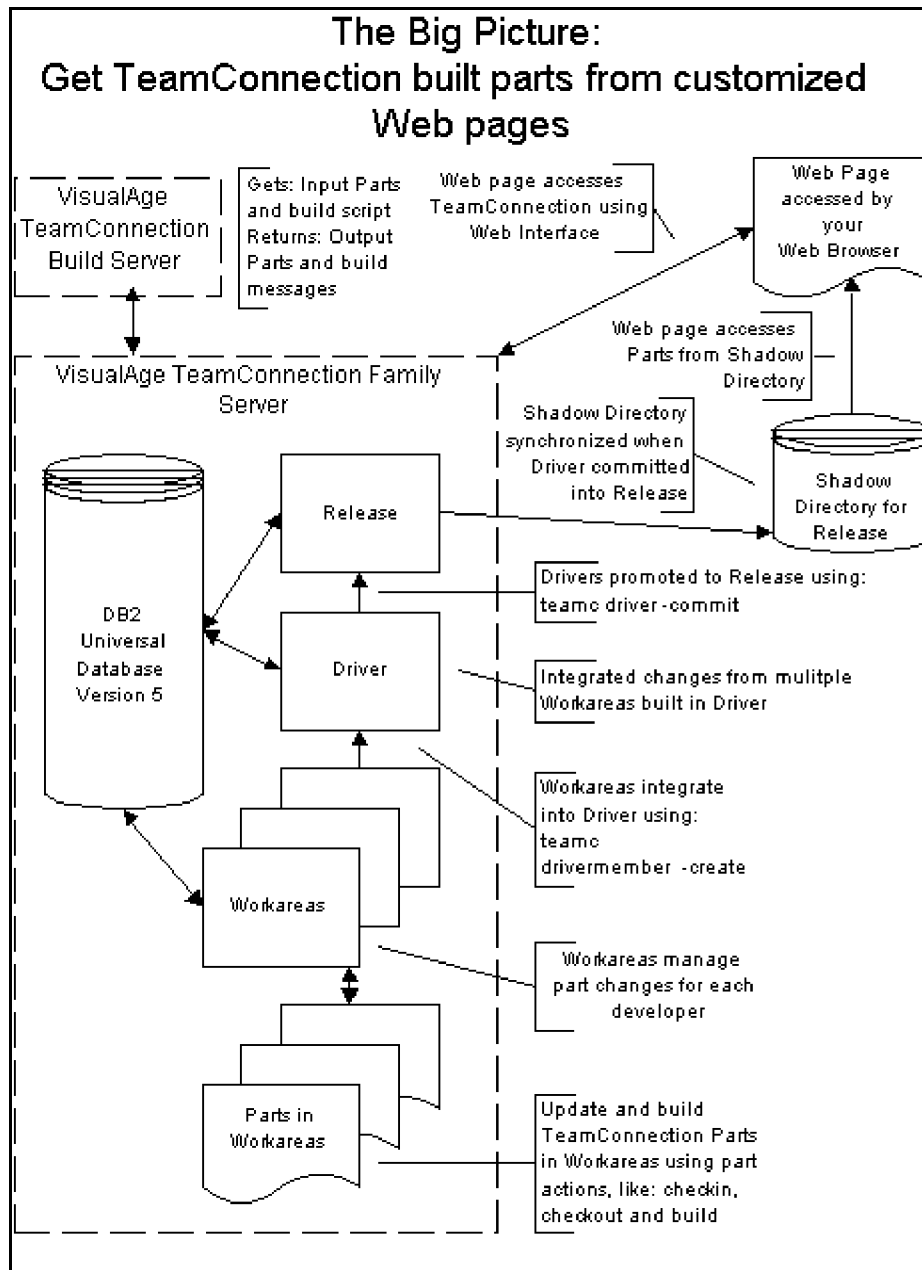 The Big Picture:
Get TeamConnection built parts from customized
Web pages
VisualAge
TeamConnection
Build Server
Gets: Input Parts
and build script
Returns: Output
Parts and build
messages
Web page accesses
TeamConnection using
Web Interface
Web Page
accessed by
your
Web Browser
Web page accesses
Parts from Shadow
Directory
VisualAge TeamConnection Family
Server
Shadow Directory
synchronized when
Driver committed
into Release
Shadow
Directory for
Release
Release
Drivers promoted to Release using:
teamc driver -commit
DB2
Universal
Database
Version 5
Driver
Integrated changes from mulitple
Workareas built in Driver
Workareas integrate
into Driver using:
teamc
drivermember -create
Workareas
Workareas manage
part changes for each
developer
Parts in
Workareas
Update and build
TeamConnection Parts
in Workareas using part
actions, like: checkin,
checkout and build